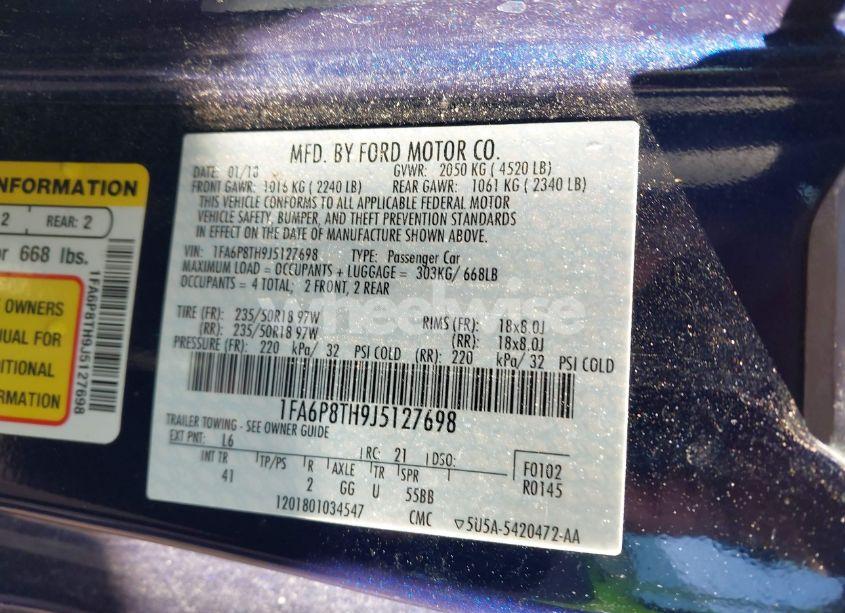 INFORMATION
2 REAR: 2
or 668 lbs.
OWNERS
MANUAL FOR
ADDITIONAL
INFORMATION
1FA6P8TH9J5127698
MFD. BY FORD MOTOR CO.
DATE: 01/18 GVWR: 2050 KG ( 4520 LB)
FRONT GAWR: 1016 KG ( 2240 LB) REAR GAWR: 1061 KG ( 2340 LB)
THIS VEHICLE CONFORMS TO ALL APPLICABLE FEDERAL MOTOR
VEHICLE SAFETY, BUMPER, AND THEFT PREVENTION STANDARDS
IN EFFECT ON THE DATE OF MANUFACTURE SHOWN ABOVE.
VIN: 1FA6P8TH9J5127698 TYPE: Passenger Car
MAXIMUM LOAD = OCCUPANTS + LUGGAGE = 303KG/ 668LB
OCCUPANTS = 4 TOTAL; 2 FRONT, 2 REAR
wheelwise
TIRE (FR): 235/50R18 97W RIMS (FR): 18x8.0J
(RR): 235/50R18 97W (RR): 18x8.0J
PRESSURE (FR): 220 kPa/ 32 PSI COLD (RR): 220 kPa/ 32 PSI COLD
1FA6P8TH9J5127698
TRAILER TOWING - SEE OWNER GUIDE
EXT PNT: L6 RC: 21 DSO: F0102
INT TR TP/PS R AXLE TR SPR R0145
41 2 GG U 55BB
1201801034547 CMC ▽5U5A-5420472-AA